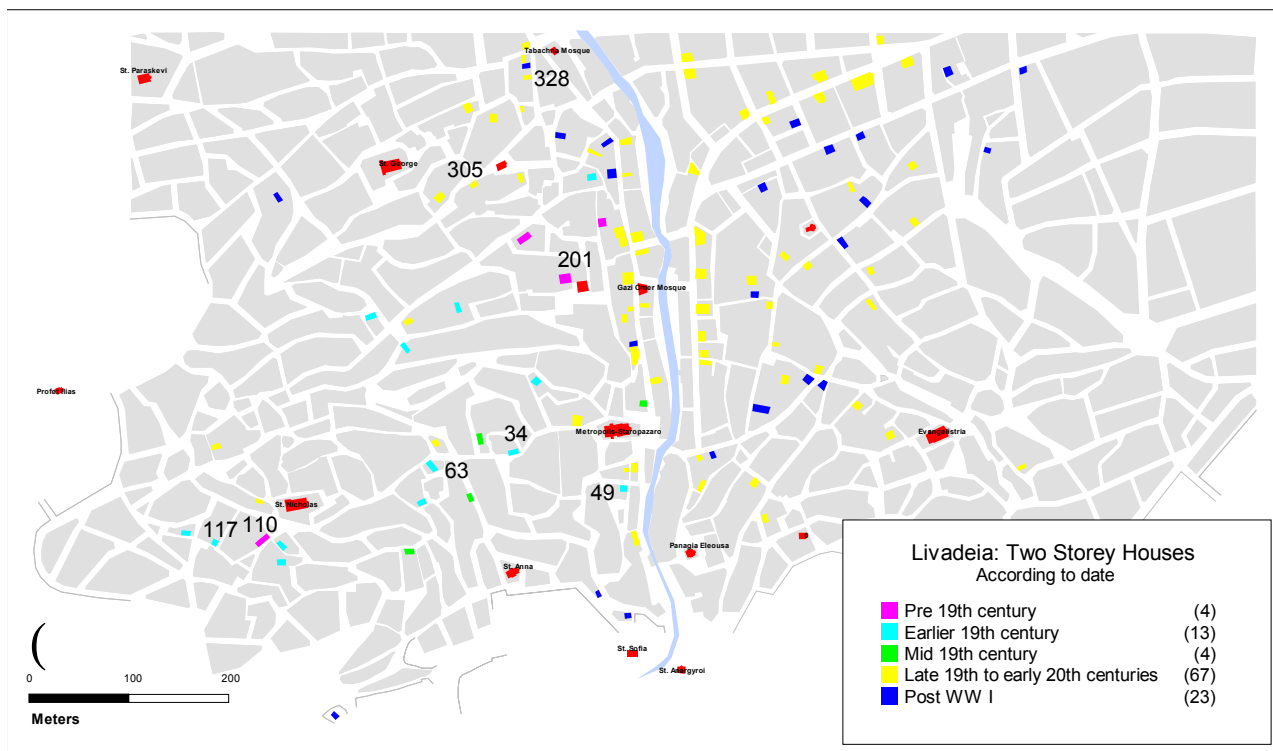 Tabachna Mosque
St. Paraskevi
328
St. George
305
201
Gazi Omer Mosque
Profet Ilias
34
Metropolis-Staropazaro
Evangelistria
63
49
St. Nicholas
117
110
Panagia Eleousa
St. Anna
St. Sofia
St. Anargyroi
(
0 100 200
Meters
Livadeia: Two Storey Houses
According to date
Pre 19th century (4)
Earlier 19th century (13)
Mid 19th century (4)
Late 19th to early 20th centuries (67)
Post WW I (23)